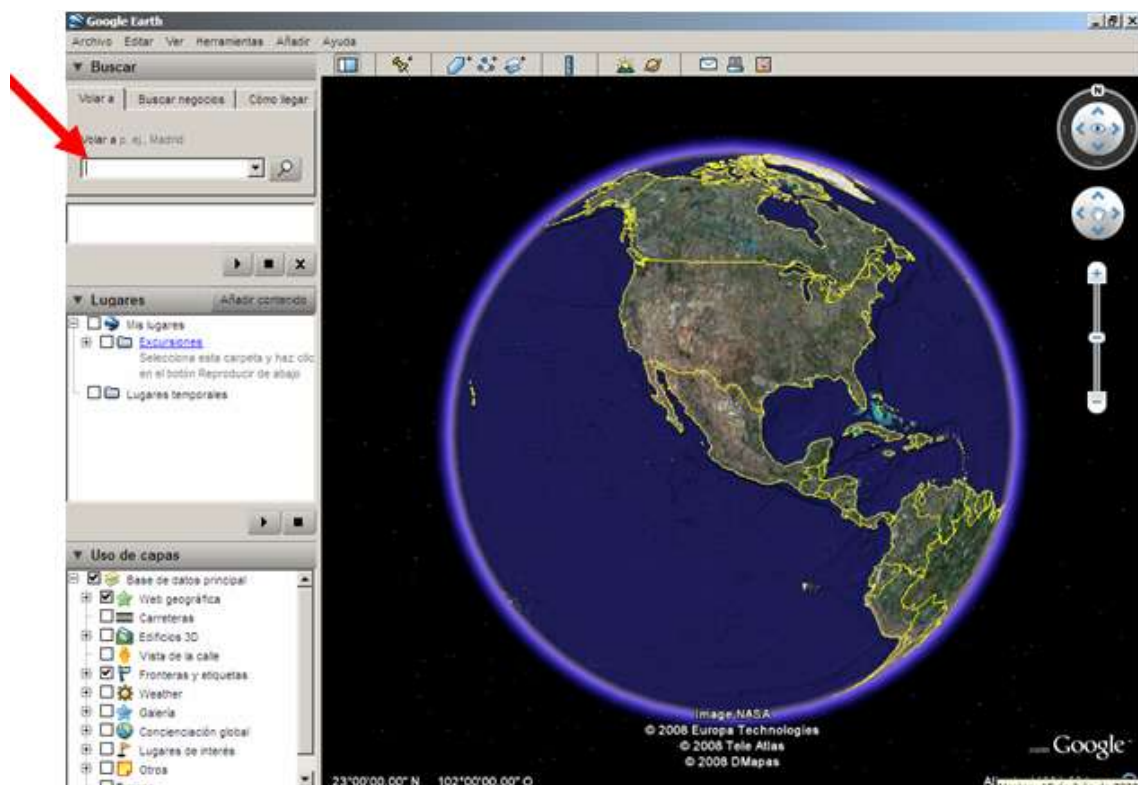 Google Earth
Archivo Editar Ver Herramientas Añadir Ayuda
Buscar
Volar a Buscar negocios Cómo llegar
Volar a p. ej., Madrid
Lugares Añadir contenido
Mis lugares
Excursiones
Selecciona esta carpeta y haz clic
en el botón Reproducir de abajo
Lugares temporales
Uso de capas
Base de datos principal
Web geográfica
Carreteras
Edificios 3D
Vista de la calle
Fronteras y etiquetas
Weather
Galería
Concienciación global
Lugares de interés
Otros
N
Image NASA
© 2008 Europa Technologies
© 2008 Tele Atlas
© 2008 DMapas
Google
23°00'00.00" N 102°00'00.00" O